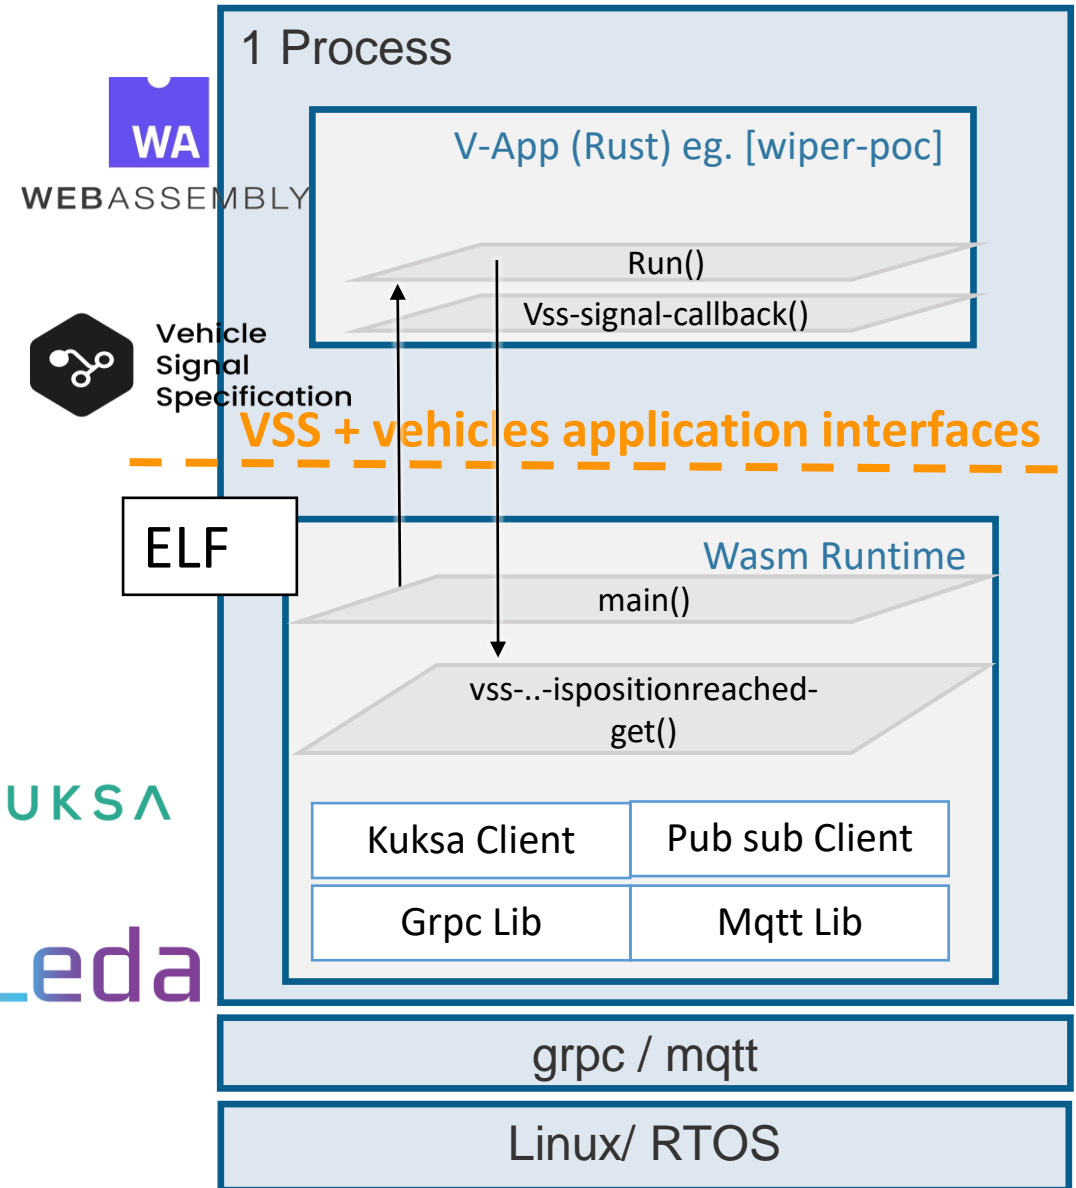 1 Process
WA
WEBASSEMBLY
V-App (Rust) eg. [wiper-poc]
Run()
Vss-signal-callback()
Vehicle
Signal
Specification
VSS + vehicles application interfaces
ELF
Wasm Runtime
main()
vss-..-ispositionreached-
get()
UKSA
Kuksa Client
Pub sub Client
Grpc Lib
Mqtt Lib
Leda
grpc / mqtt
Linux/ RTOS